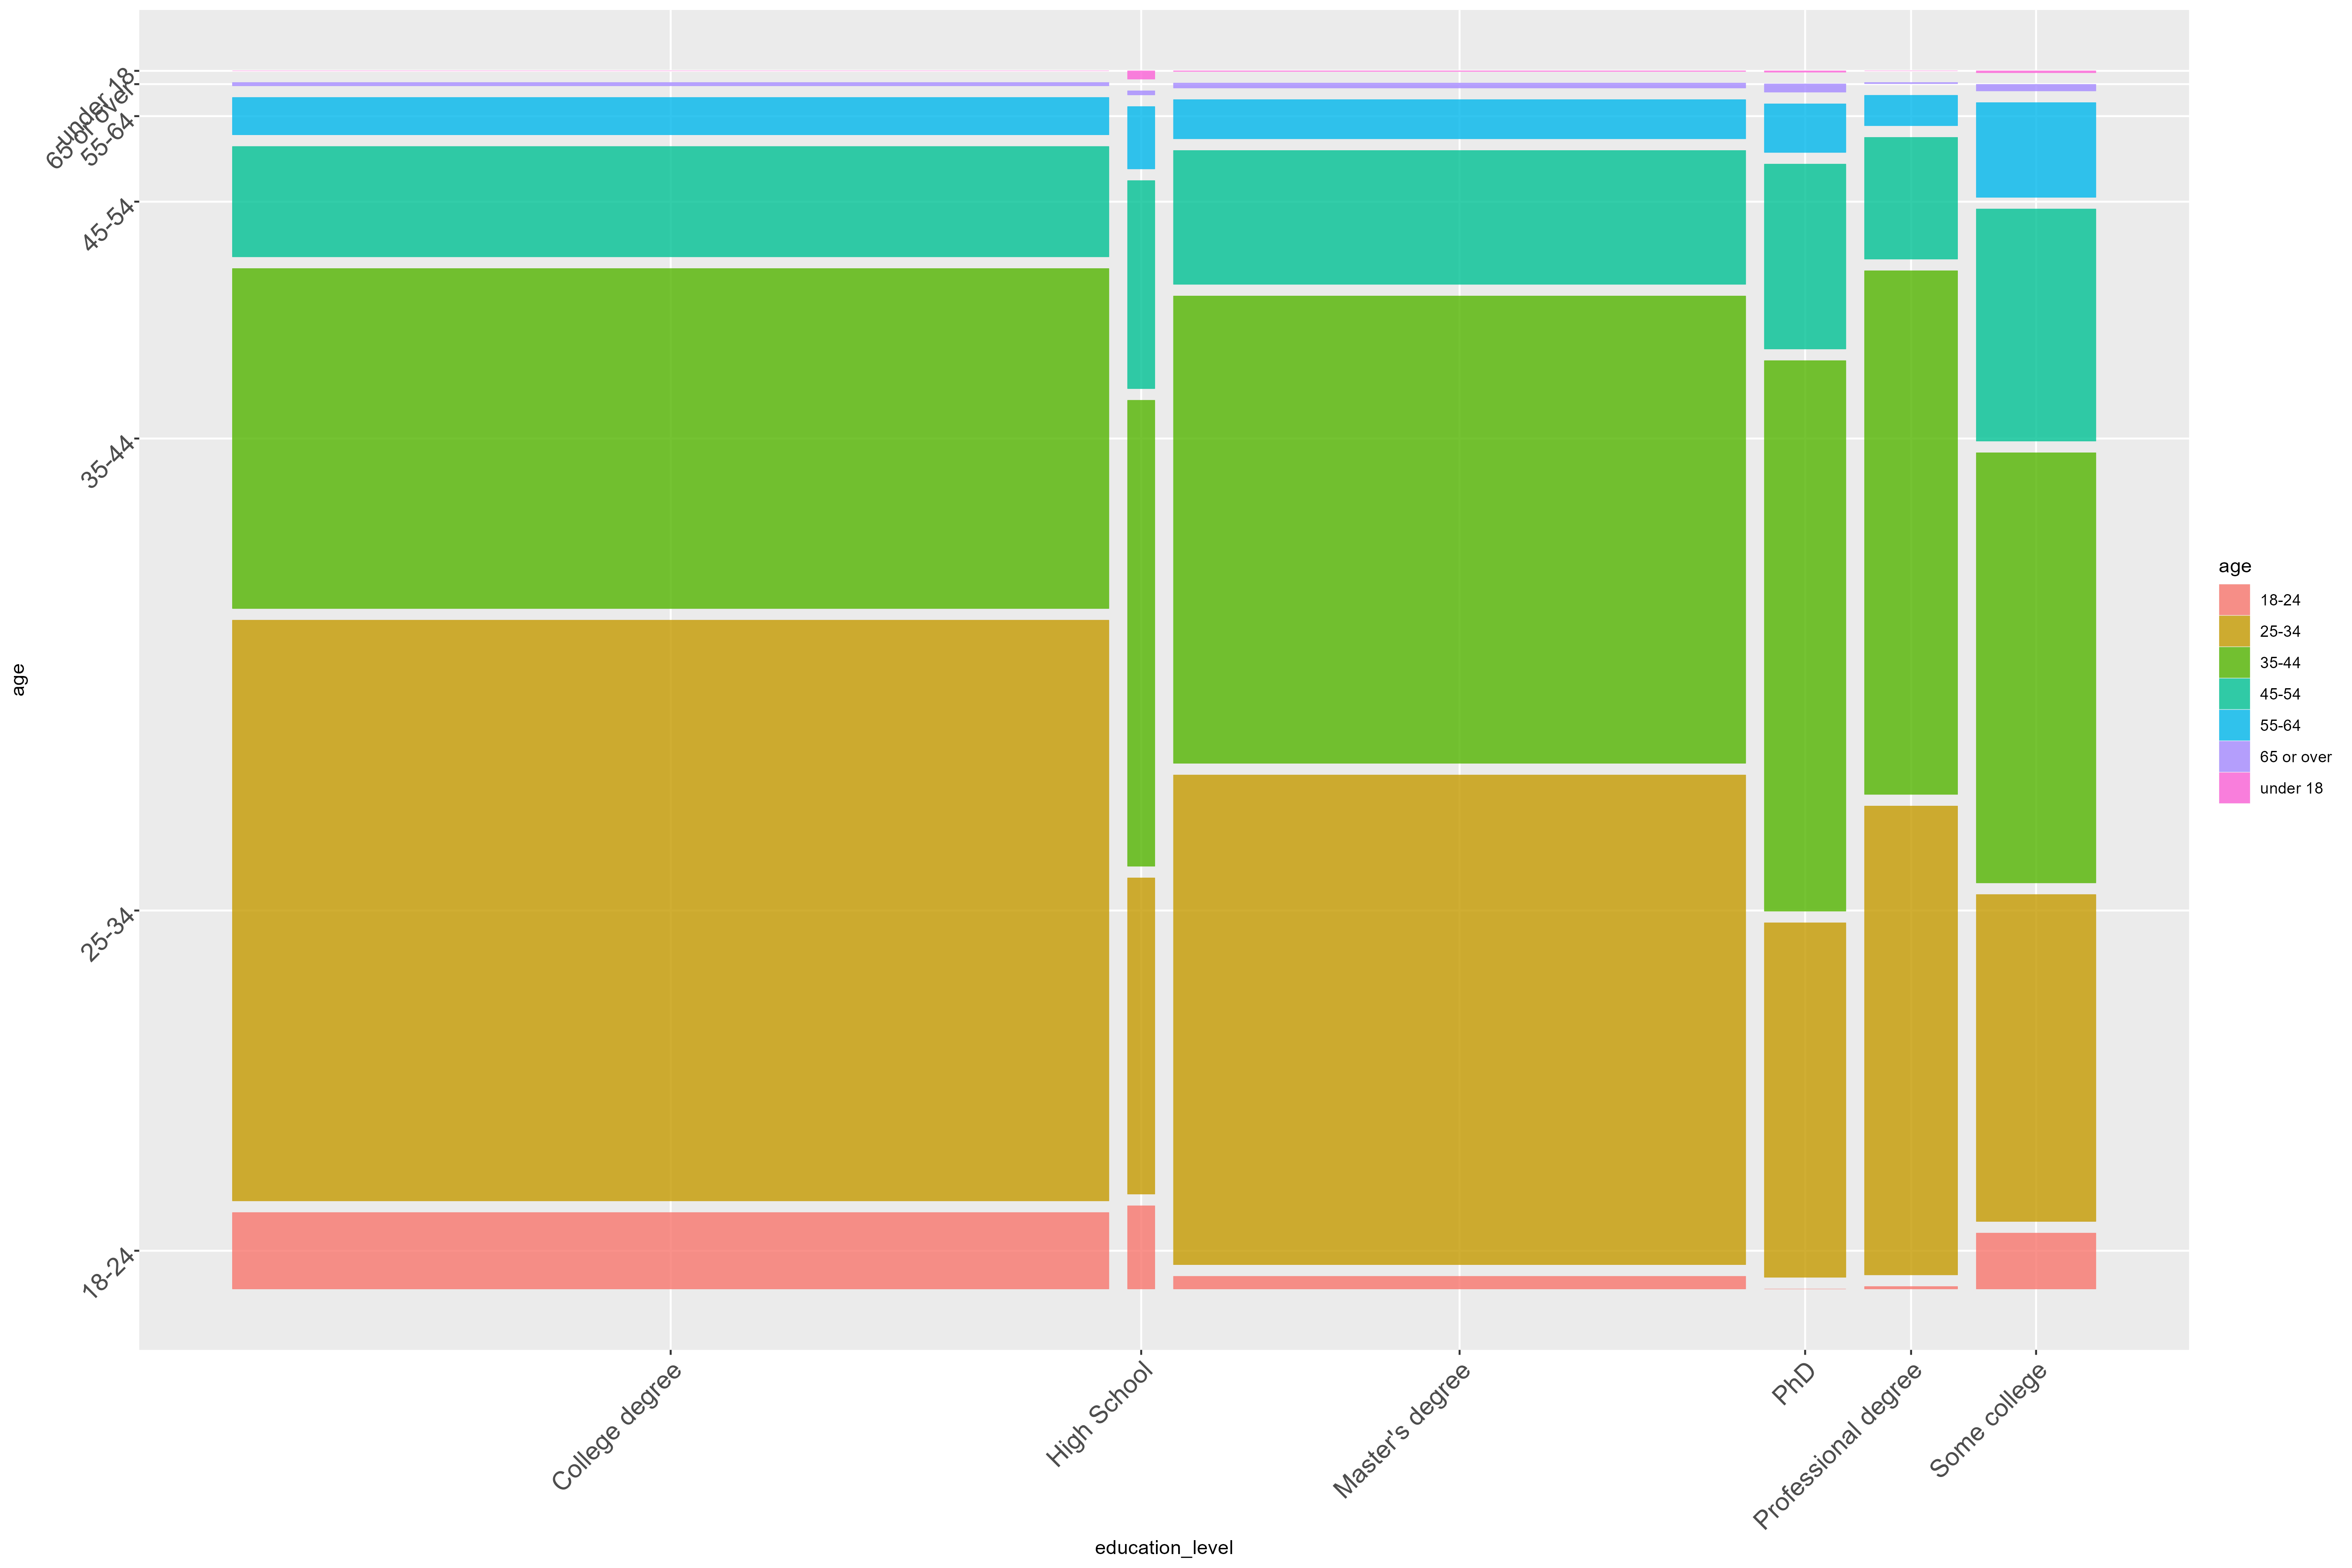 under 18
65 or over
55-64
45-54
35-44
25-34
18-24
age
College degree
High School
Master's degree
PhD
Professional degree
Some college
education_level
age
18-24
25-34
35-44
45-54
55-64
65 or over
under 18